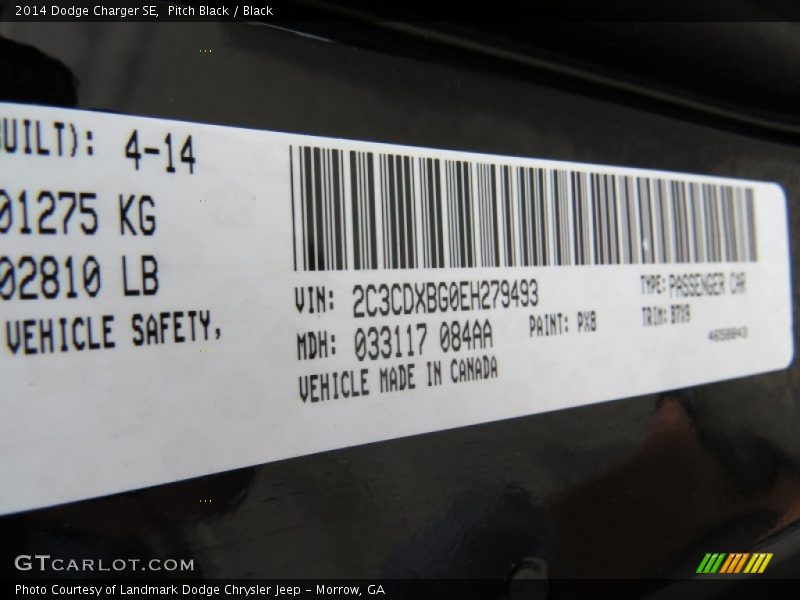 2014 Dodge Charger SE, Pitch Black / Black
UILT): 4-14
01275 KG
02810 LB
VEHICLE SAFETY,
VIN: 2C3CDXBG0EH279493
TYPE: PASSENGER CAR
MDH: 033117 084AA
PAINT: PX8
TRIM: B7X9
VEHICLE MADE IN CANADA
GTCARLOT.COM
Photo Courtesy of Landmark Dodge Chrysler Jeep - Morrow, GA